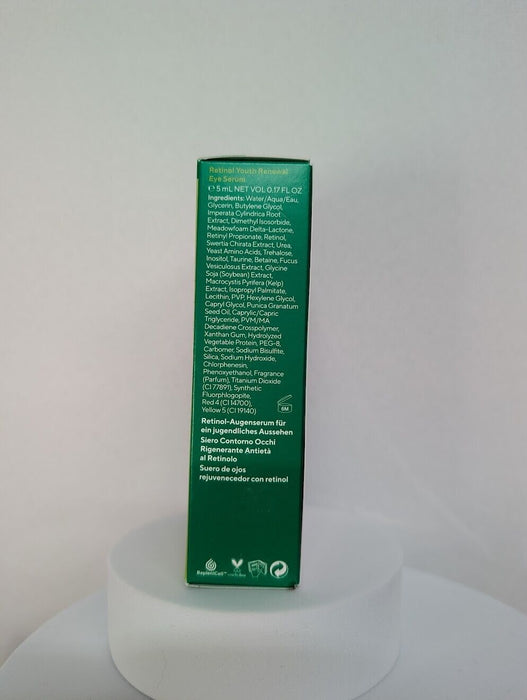 Retinol Youth Renewal
Eye Serum
℮ 5 mL NET VOL 0.17 FL OZ
Ingredients: Water/Aqua/Eau,
Glycerin, Butylene Glycol,
Imperata Cylindrica Root
Extract, Dimethyl Isosorbide,
Meadowfoam Delta-Lactone,
Retinyl Propionate, Retinol,
Swertia Chirata Extract, Urea,
Yeast Amino Acids, Trehalose,
Inositol, Taurine, Betaine, Fucus
Vesiculosus Extract, Glycine
Soja (Soybean) Extract,
Macrocystis Pyrifera (Kelp)
Extract, Isopropyl Palmitate,
Lecithin, PVP, Hexylene Glycol,
Capryl Glycol, Punica Granatum
Seed Oil, Caprylic/Capric
Triglyceride, PVM/MA
Decadiene Crosspolymer,
Xanthan Gum, Hydrolyzed
Vegetable Protein, PEG-8,
Carbomer, Sodium Bisulfite,
Silica, Sodium Hydroxide,
Chlorphenesin,
Phenoxyethanol, Fragrance
(Parfum), Titanium Dioxide
(CI 77891), Synthetic
Fluorphlogopite,
Red 4 (CI 14700),
Yellow 5 (CI 19140)
6M
Retinol-Augenserum für
ein jugendliches Aussehen
Siero Contorno Occhi
Rigenerante Antietà
al Retinolo
Suero de ojos
rejuvenecedor con retinol